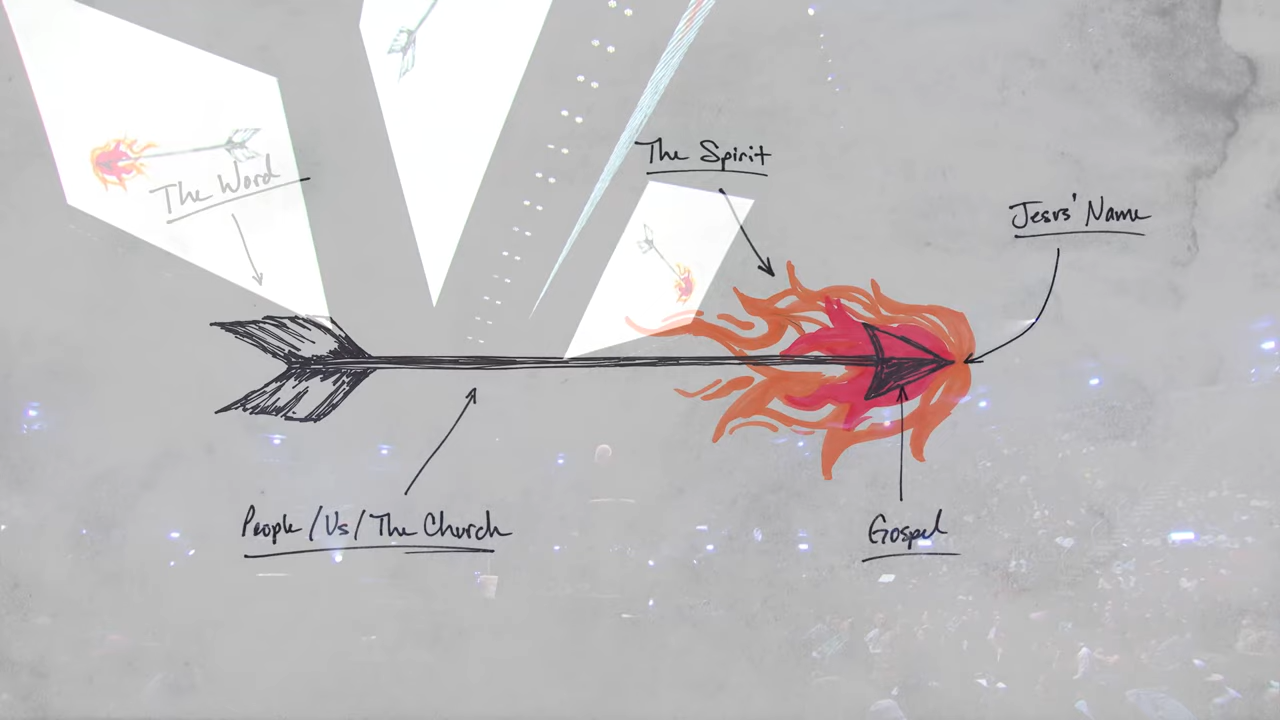 The Spirit
The Word
Jesus' Name
People/Us/The Church
Gospel